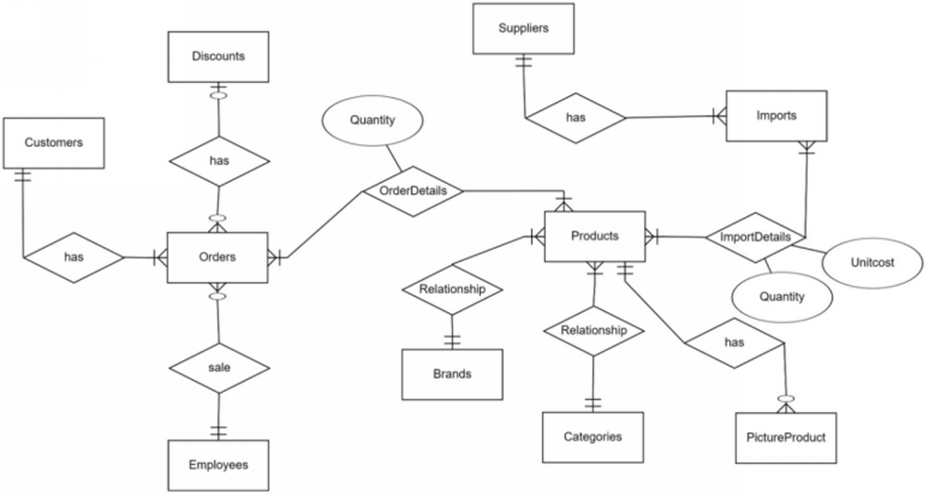 Suppliers
Discounts
Quantity
has
Imports
Customers
has
OrderDetails
Products
ImportDetails
has
Orders
Unitcost
Relationship
Quantity
Relationship
has
sale
Brands
Categories
PictureProduct
Employees